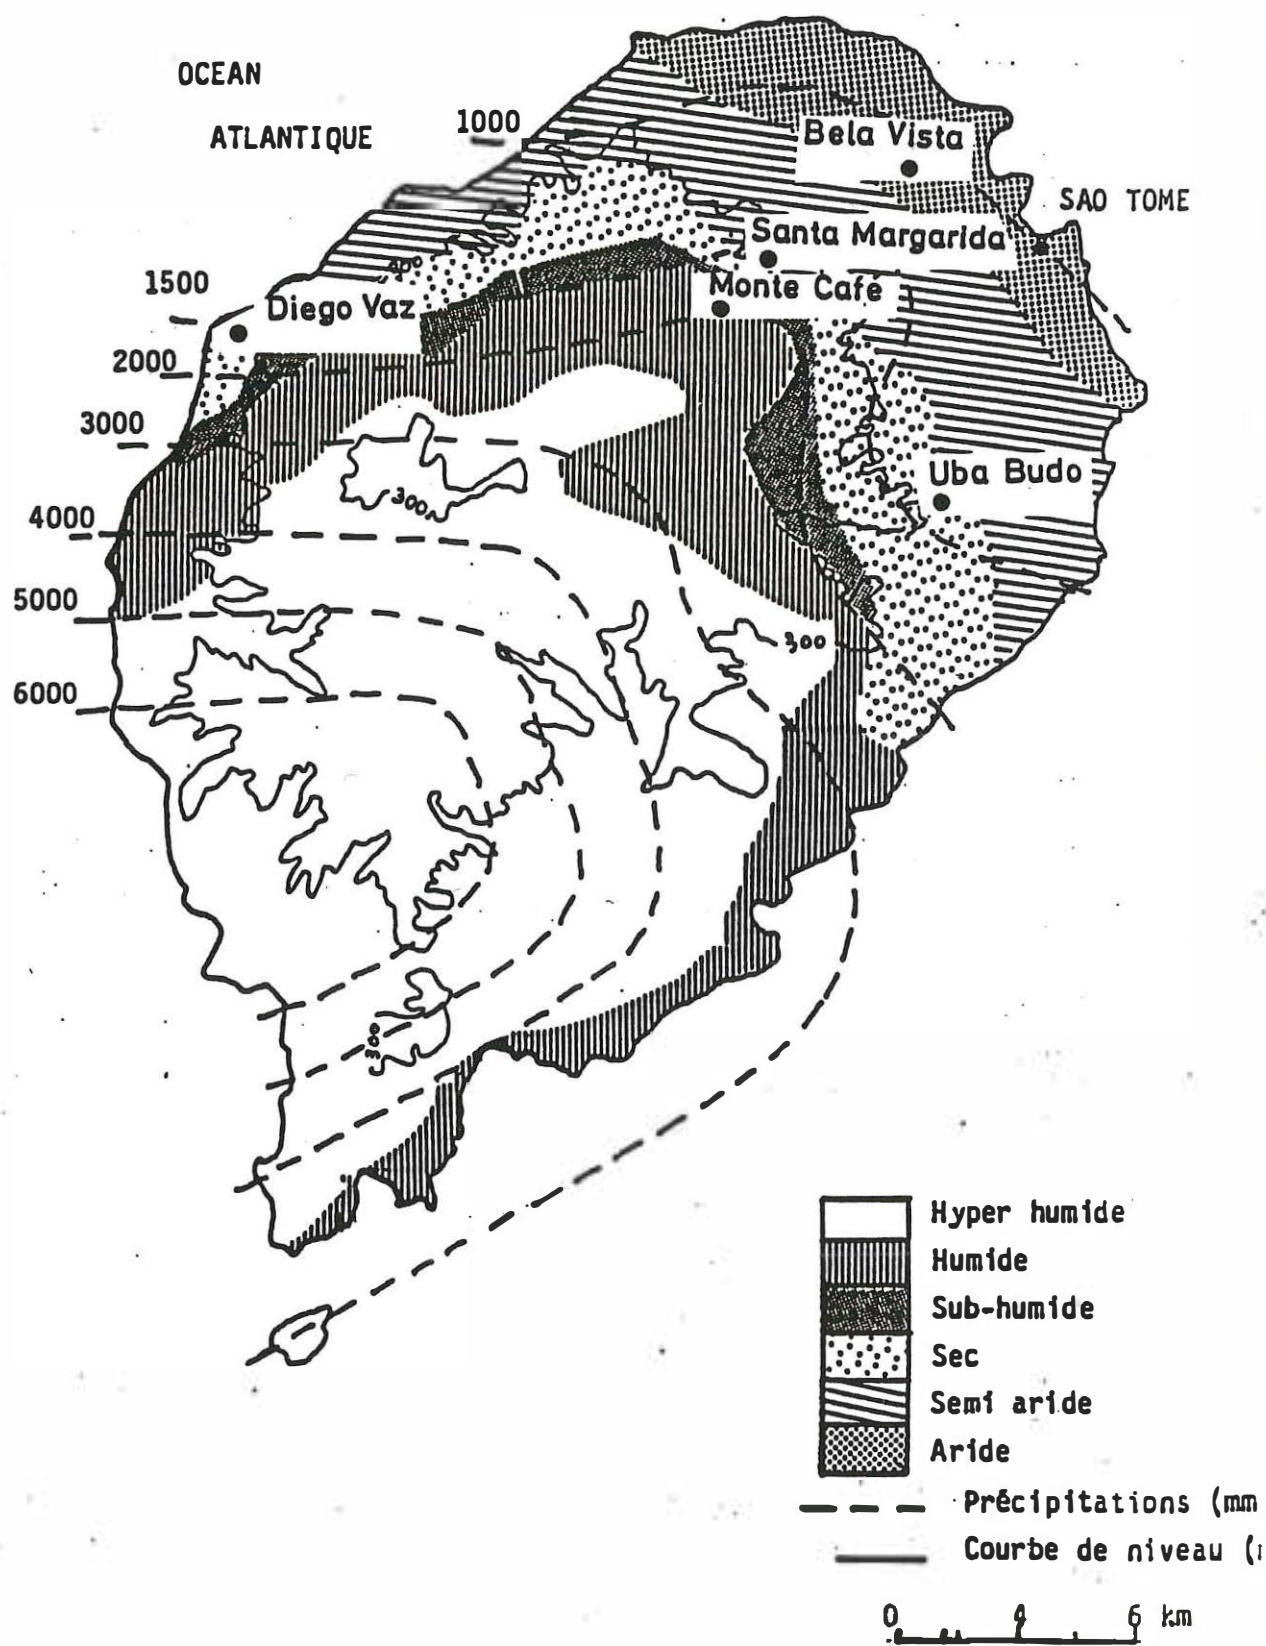 OCEAN
ATLANTIQUE
1000
Bela Vista
SAO TOME
Santa Margarida
1500
Diego Vaz
Monte Café
2000
3000
Uba Budo
300
4000
5000
300
6000
300
Hyper humide
Humide
Sub-humide
Sec
Semi aride
Aride
Précipitations (mm
Courbe de niveau (
0 4 6 km